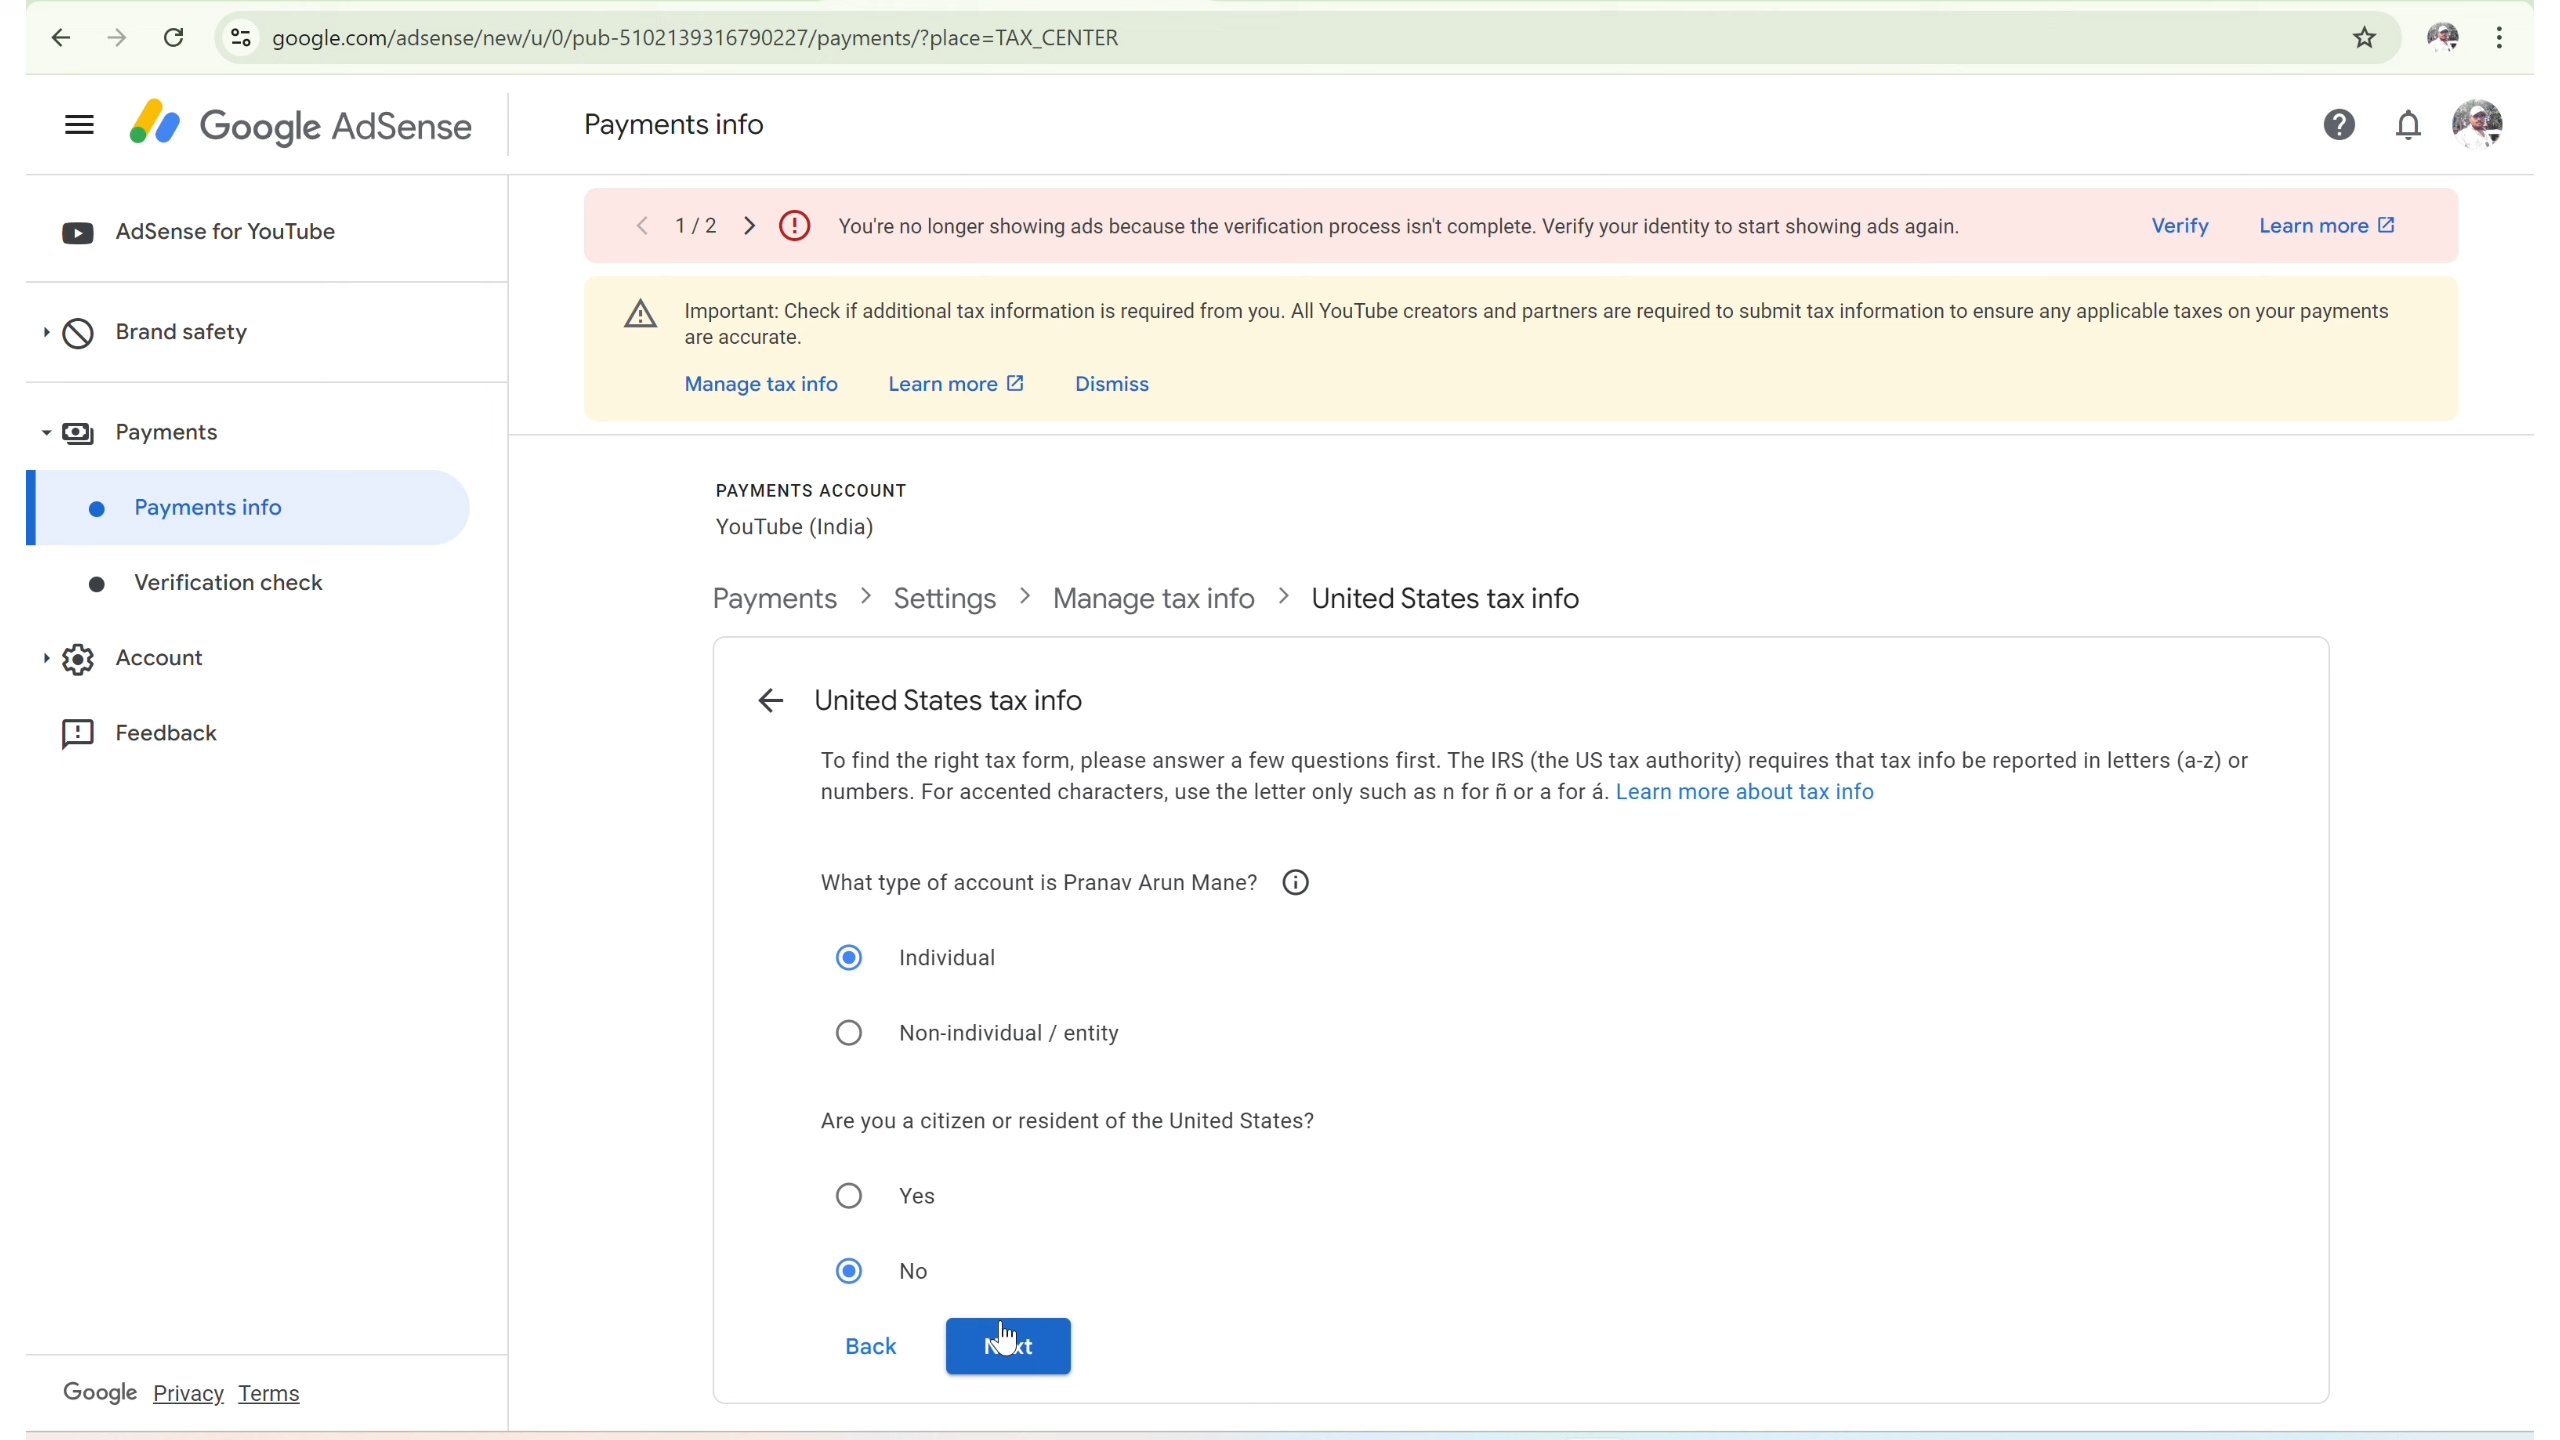 google.com/adsense/new/u/0/pub-5102139316790227/payments/?place=TAX_CENTER
Google AdSense
Payments info
AdSense for YouTube
Brand safety
Payments
Payments info
Verification check
Account
Feedback
Google Privacy Terms
1 / 2
You're no longer showing ads because the verification process isn't complete. Verify your identity to start showing ads again.
Verify
Learn more
Important: Check if additional tax information is required from you. All YouTube creators and partners are required to submit tax information to ensure any applicable taxes on your payments
are accurate.
Manage tax info
Learn more
Dismiss
PAYMENTS ACCOUNT
YouTube (India)
Payments > Settings > Manage tax info > United States tax info
United States tax info
To find the right tax form, please answer a few questions first. The IRS (the US tax authority) requires that tax info be reported in letters (a-z) or
numbers. For accented characters, use the letter only such as n for ñ or a for á. Learn more about tax info
What type of account is Pranav Arun Mane?
Individual
Non-individual / entity
Are you a citizen or resident of the United States?
Yes
No
Back
Next